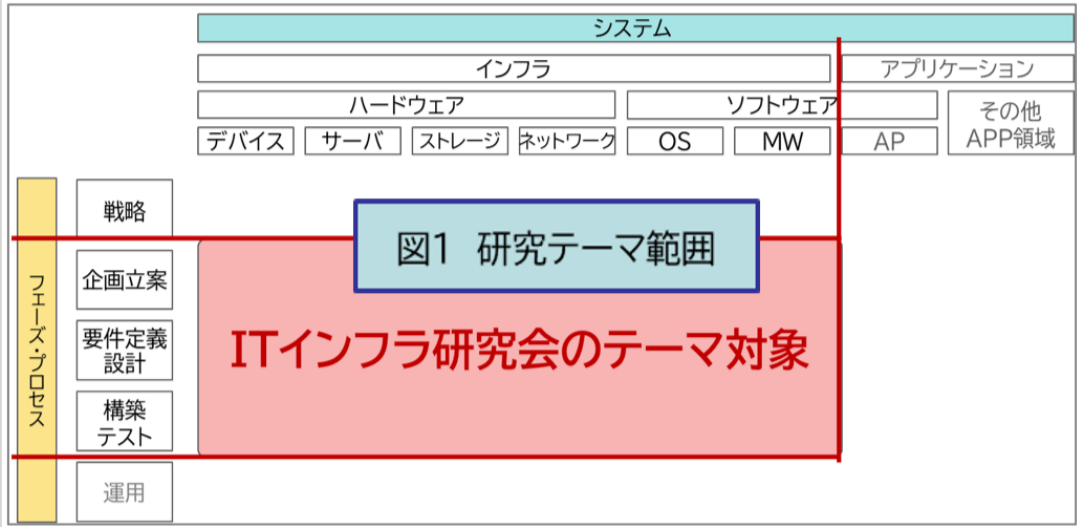 システム
インフラ
アプリケーション
ハードウェア
ソフトウェア
その他
APP領域
デバイス
サーバ
ストレージ
ネットワーク
OS
MW
AP
フェーズ・プロセス
戦略
企画立案
要件定義
設計
構築
テスト
運用
図1 研究テーマ範囲
ITインフラ研究会のテーマ対象